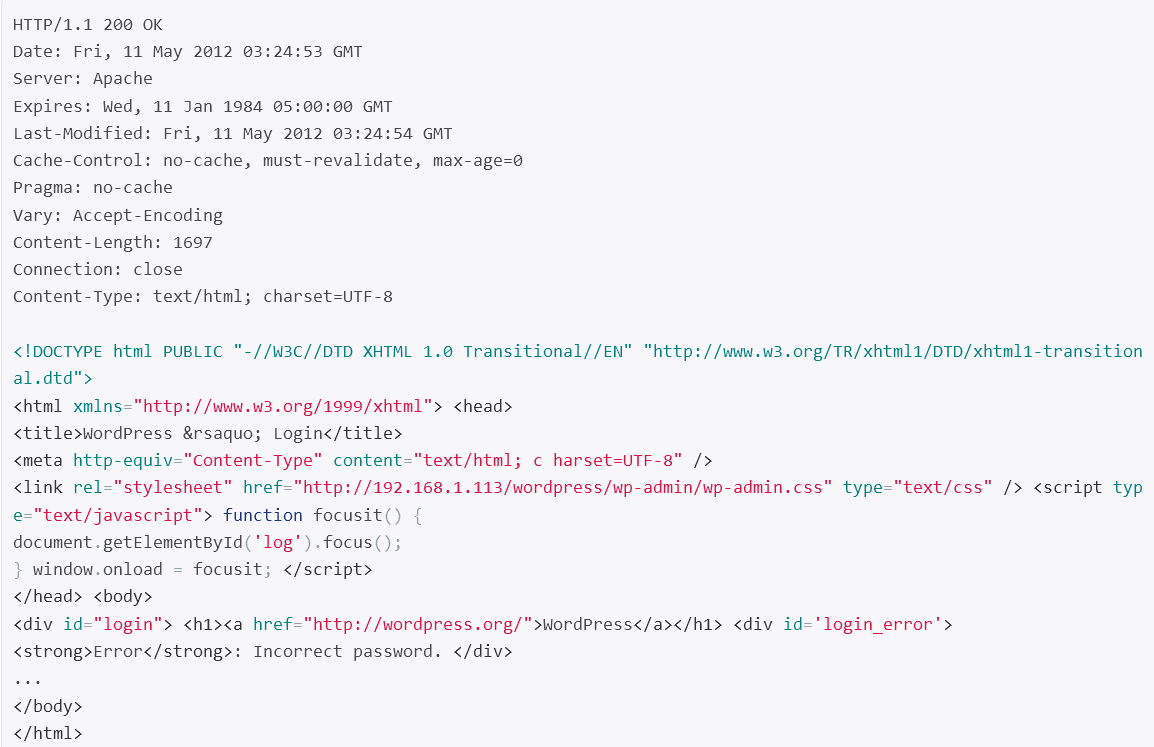 HTTP/1.1 200 OK
Date: Fri, 11 May 2012 03:24:53 GMT
Server: Apache
Expires: Wed, 11 Jan 1984 05:00:00 GMT
Last-Modified: Fri, 11 May 2012 03:24:54 GMT
Cache-Control: no-cache, must-revalidate, max-age=0
Pragma: no-cache
Vary: Accept-Encoding
Content-Length: 1697
Connection: close
Content-Type: text/html; charset=UTF-8

<!DOCTYPE html PUBLIC "-//W3C//DTD XHTML 1.0 Transitional//EN" "http://www.w3.org/TR/xhtml1/DTD/xhtml1-transition
al.dtd">
<html xmlns="http://www.w3.org/1999/xhtml"> <head>
<title>WordPress &rsaquo; Login</title>
<meta http-equiv="Content-Type" content="text/html; c harset=UTF-8" />
<link rel="stylesheet" href="http://192.168.1.113/wordpress/wp-admin/wp-admin.css" type="text/css" /> <script typ
e="text/javascript"> function focusit() {
document.getElementById('log').focus();
} window.onload = focusit; </script>
</head> <body>
<div id="login"> <h1><a href="http://wordpress.org/">WordPress</a></h1> <div id='login_error'>
<strong>Error</strong>: Incorrect password. </div>
...
</body>
</html>